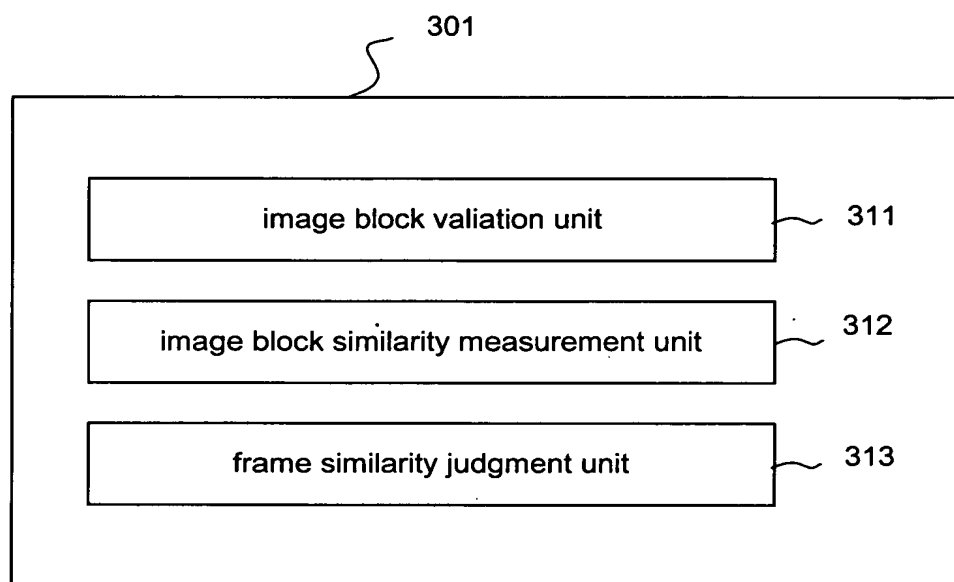 301
image block valiation unit
311
image block similarity measurement unit
312
frame similarity judgment unit
313